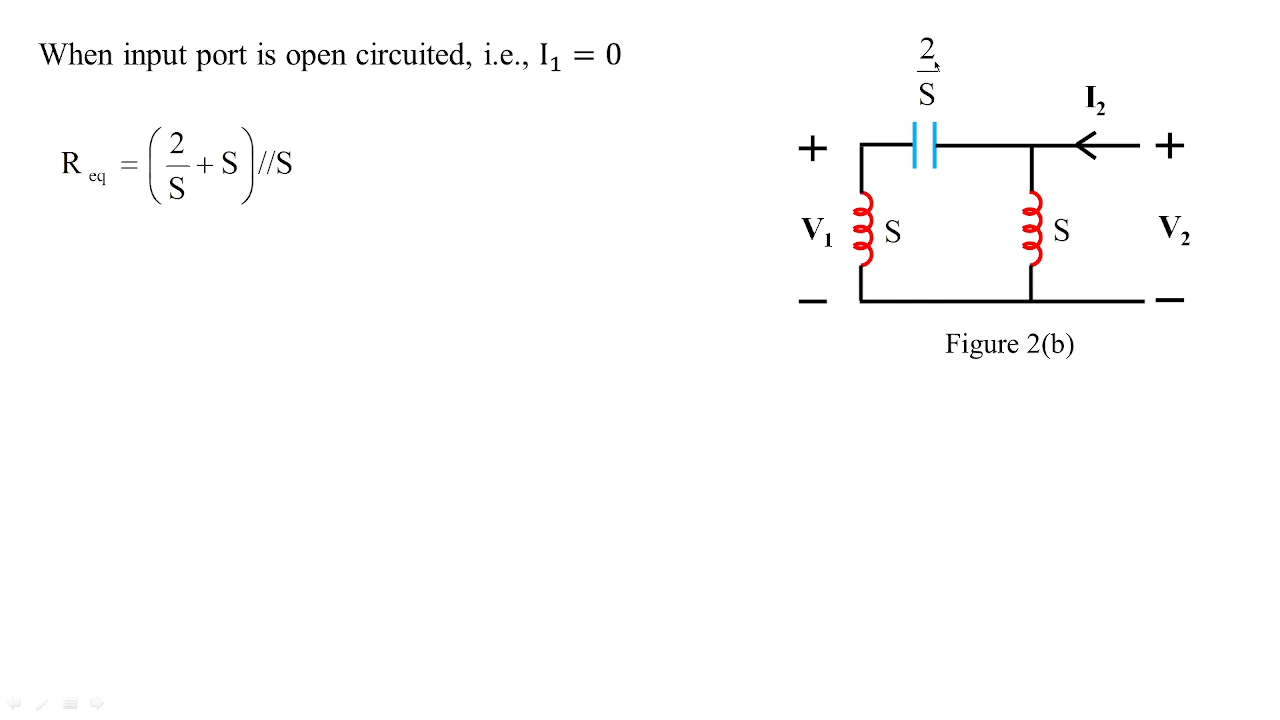 When input port is open circuited, i.e., I₁ = 0
R eq = (2/S + S)//S
2/S
I₂
+ +
V₁ S S V₂
− −
Figure 2(b)